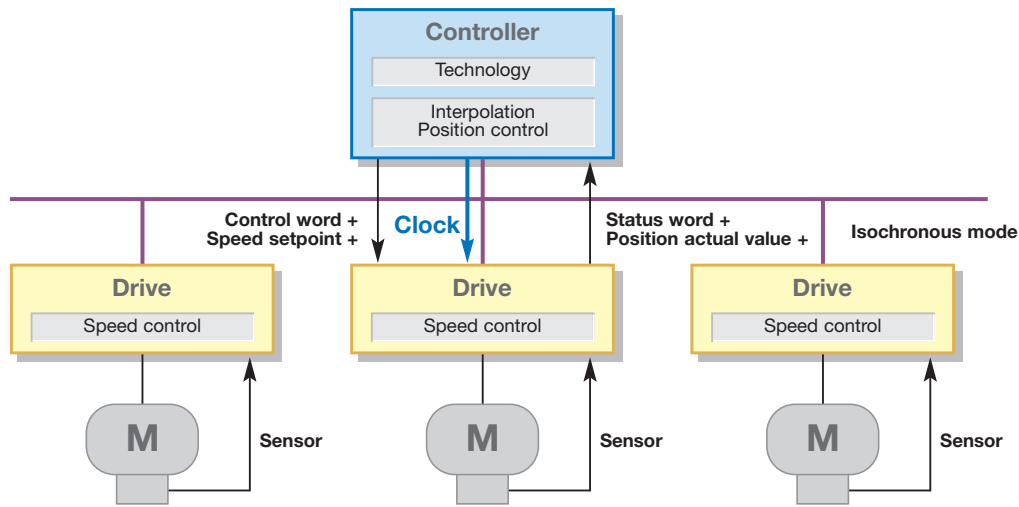 Controller
Technology
Interpolation
Position control
Control word +
Speed setpoint +
Clock
Status word +
Position actual value +
Isochronous mode
Drive
Speed control
Drive
Speed control
Drive
Speed control
M
Sensor
M
Sensor
M
Sensor